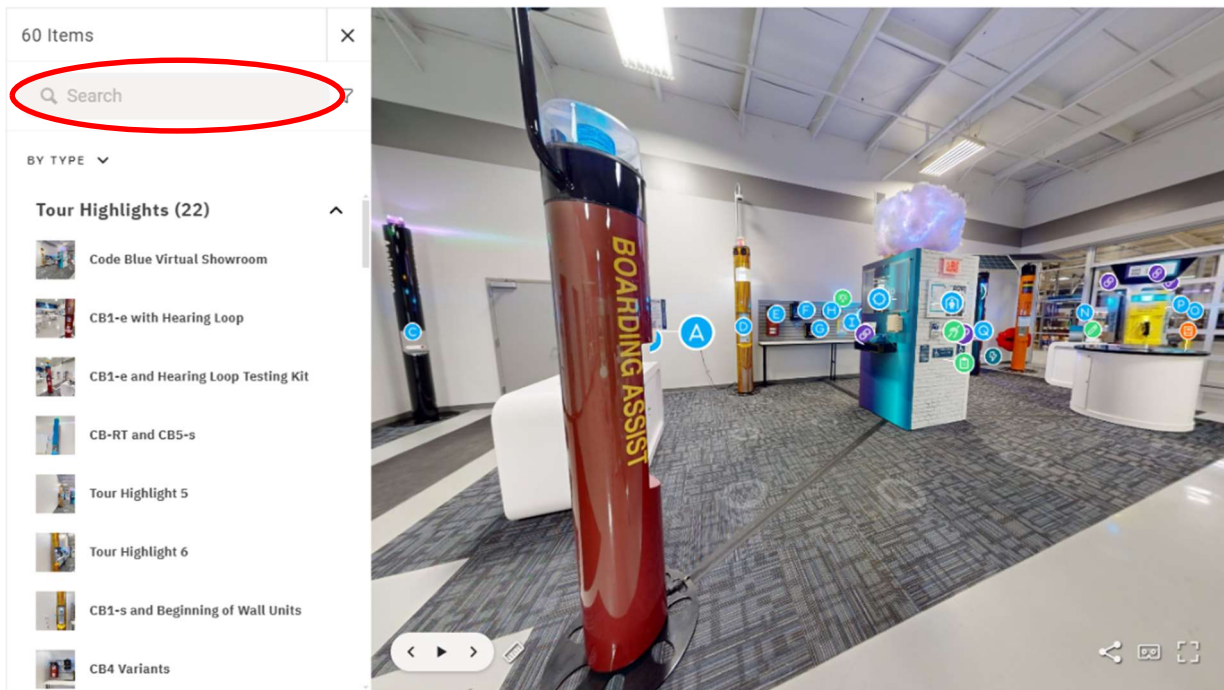 60 Items
Search
BY TYPE
Tour Highlights (22)
Code Blue Virtual Showroom
CB1-e with Hearing Loop
CB1-e and Hearing Loop Testing Kit
CB-RT and CB5-s
Tour Highlight 5
Tour Highlight 6
CB1-s and Beginning of Wall Units
CB4 Variants
BOARDING ASSIST
C
A
D
E
F
G
H
I
Q
N
P
O